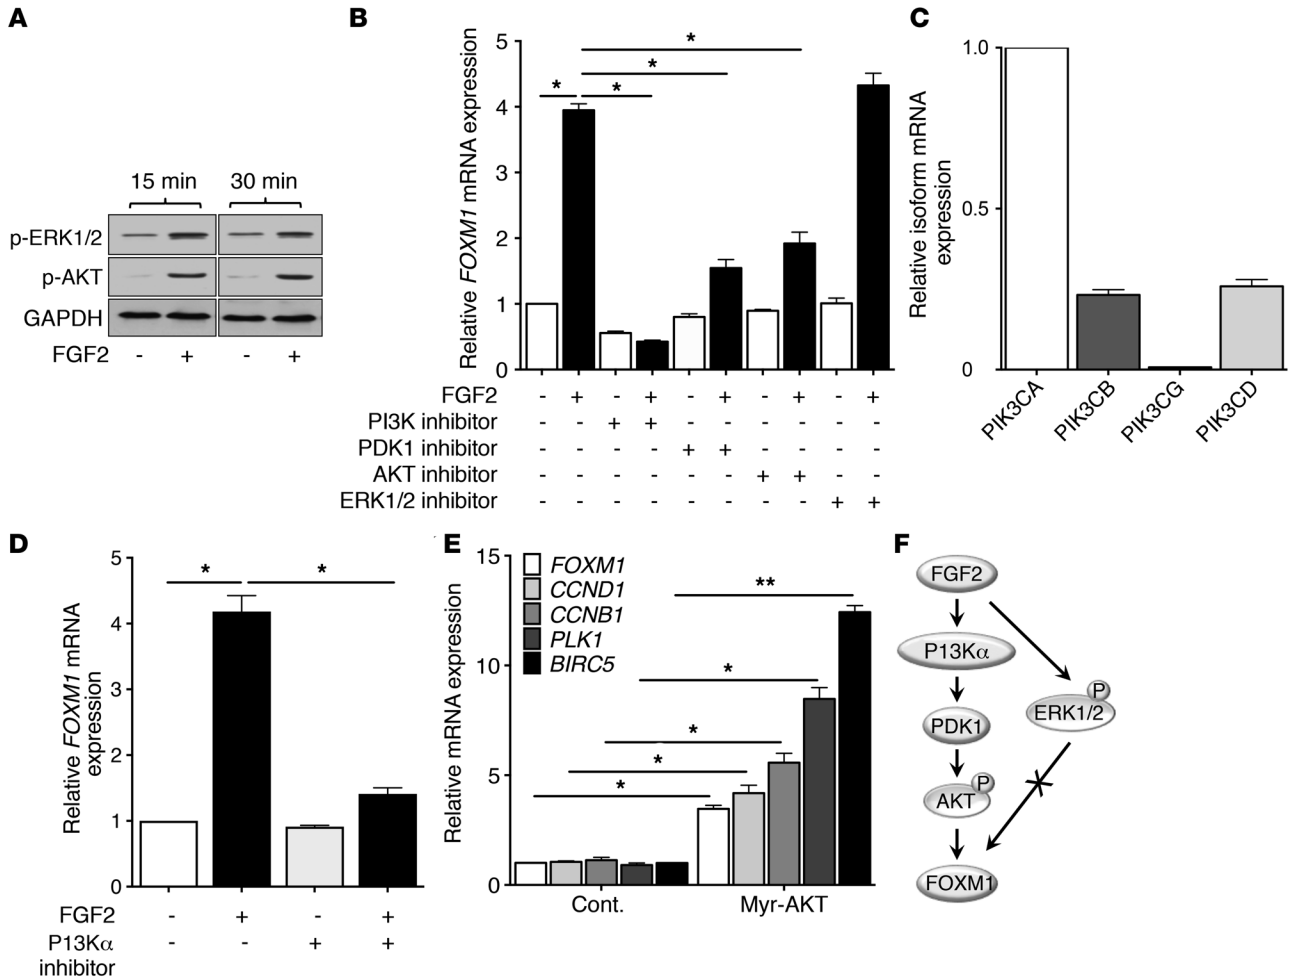 A
15 min 30 min
p-ERK1/2
p-AKT
GAPDH
FGF2 - + - +
B
Relative FOXM1 mRNA expression
5
4
3
2
1
0
* * * *
FGF2 - + - + - + - + - +
PI3K inhibitor - - + + - - - - - -
PDK1 inhibitor - - - - + + - - - -
AKT inhibitor - - - - - - + + - -
ERK1/2 inhibitor - - - - - - - - + +
C
Relative isoform mRNA
expression
1.0
0.5
0
PIK3CA PIK3CB PIK3CG PIK3CD
D
Relative FOXM1 mRNA
expression
5
4
3
2
1
0
* *
FGF2 - + - +
P13Kα - - + +
inhibitor
E
Relative mRNA expression
15
10
5
0
FOXM1
CCND1
CCNB1
PLK1
BIRC5
**
*
*
*
*
Cont. Myr-AKT
F
FGF2
P13Kα
P
ERK1/2
PDK1
P
AKT
FOXM1